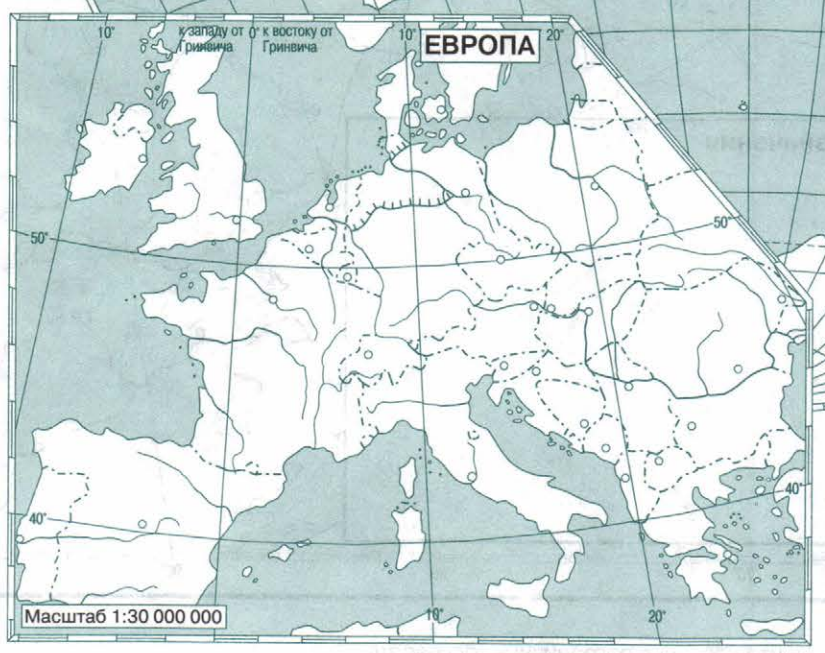 10° к западу от 0° к востоку от 10° 20°
Гринвича Гринвича
ЕВРОПА
50° 50°
40° 40°
Масштаб 1:30 000 000
10° 20°